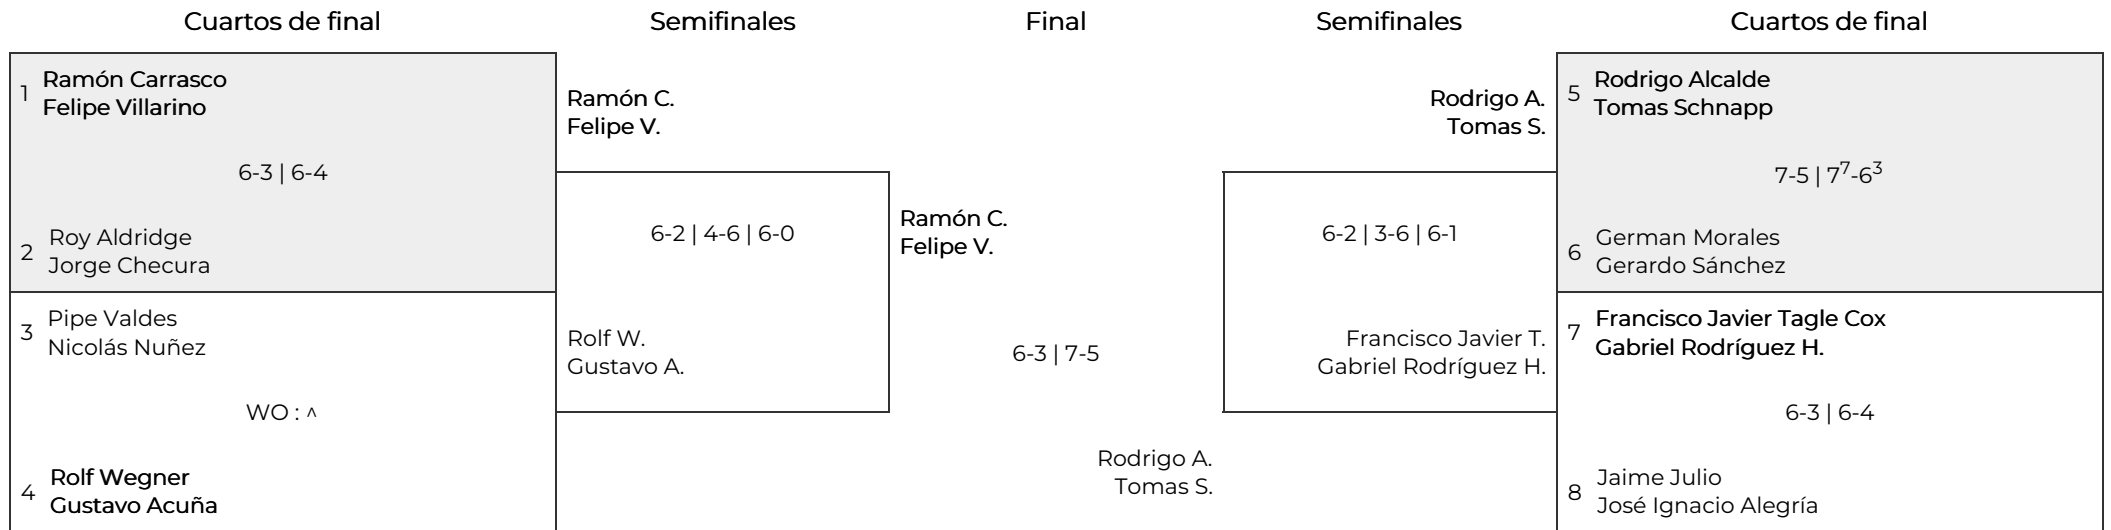 Cuartos de final
Semifinales
Final
Semifinales
Cuartos de final
1
Ramón Carrasco
Felipe Villarino
6-3 | 6-4
2
Roy Aldridge
Jorge Checura
3
Pipe Valdes
Nicolás Nuñez
WO : ^
4
Rolf Wegner
Gustavo Acuña
Ramón C.
Felipe V.
6-2 | 4-6 | 6-0
Rolf W.
Gustavo A.
Ramón C.
Felipe V.
6-3 | 7-5
Rodrigo A.
Tomas S.
Rodrigo A.
Tomas S.
6-2 | 3-6 | 6-1
Francisco Javier T.
Gabriel Rodríguez H.
5
Rodrigo Alcalde
Tomas Schnapp
7-5 | 7⁷-6³
6
German Morales
Gerardo Sánchez
7
Francisco Javier Tagle Cox
Gabriel Rodríguez H.
6-3 | 6-4
8
Jaime Julio
José Ignacio Alegría